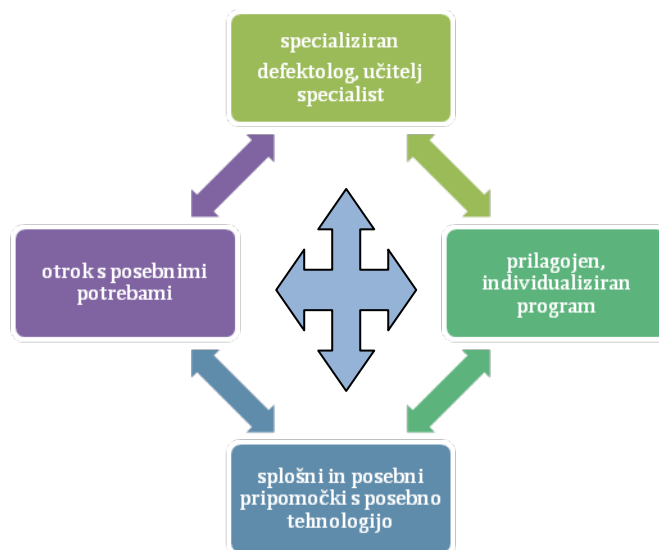 specializiran
defektolog, učitelj
specialist
otrok s posebnimi
potrebami
prilagojen,
individualiziran
program
splošni in posebni
pripomočki s posebno
tehnologijo